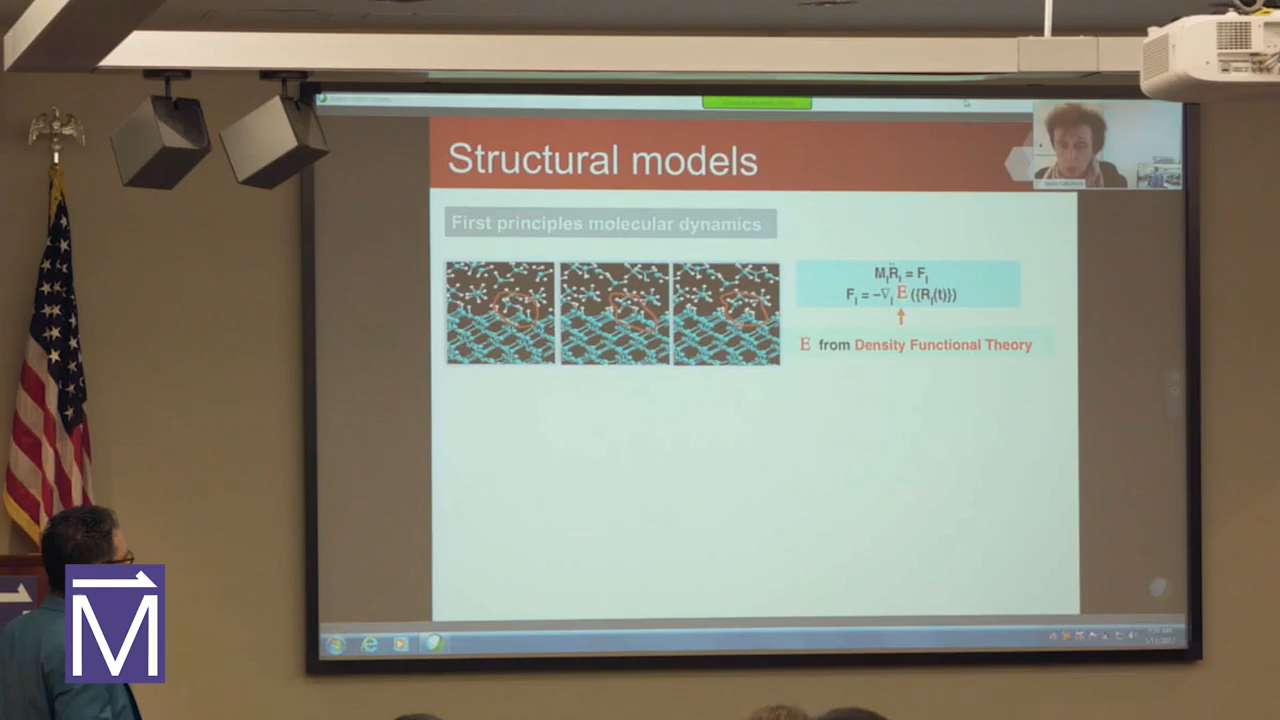 Structural models
First principles molecular dynamics
MᵢR̈ᵢ = Fᵢ
Fᵢ = −∇ᵢ E ({Rᵢ(t)})
E from Density Functional Theory
M